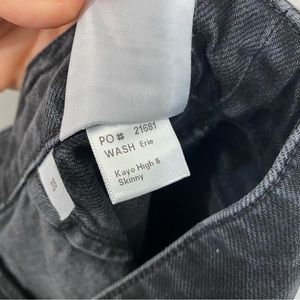 PO# 21681
WASH Erie
Kayo High &
Skinny